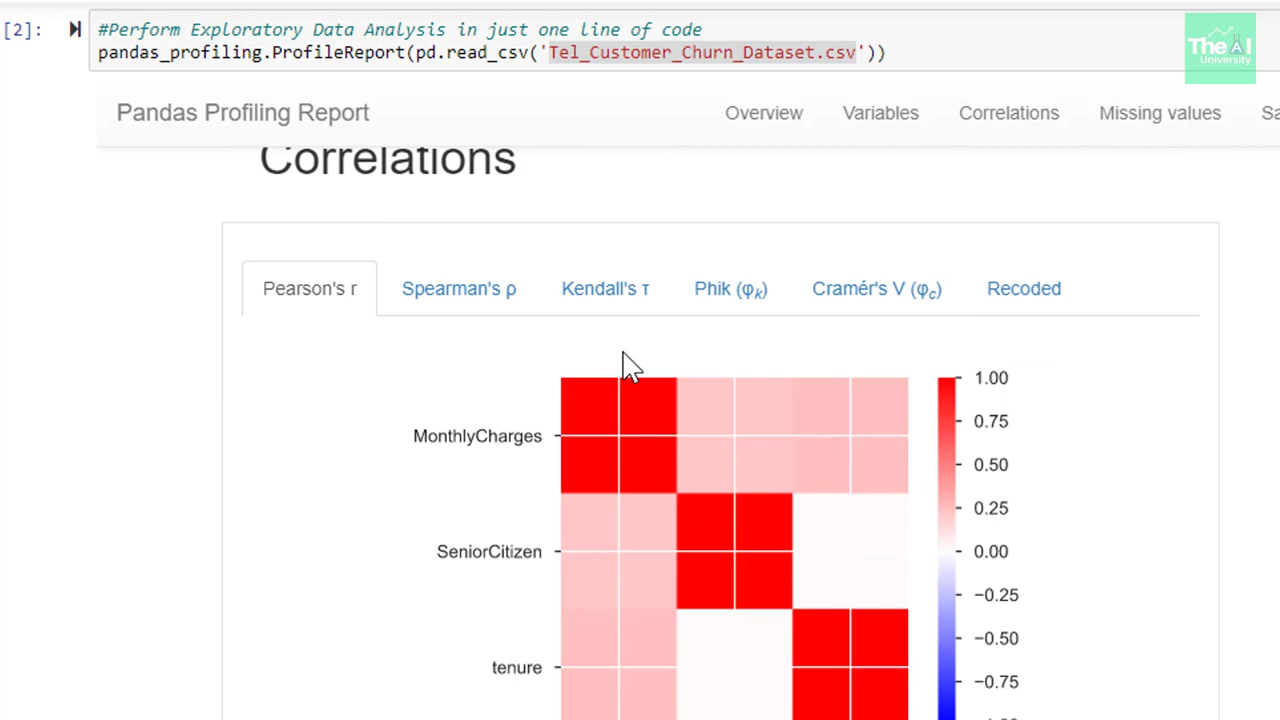 [2]:
#Perform Exploratory Data Analysis in just one line of code
pandas_profiling.ProfileReport(pd.read_csv('Tel_Customer_Churn_Dataset.csv'))
The AI
University
Pandas Profiling Report
Overview Variables Correlations Missing values Sa
Correlations
Pearson's r Spearman's ρ Kendall's τ Phik (φk) Cramér's V (φc) Recoded
MonthlyCharges
SeniorCitizen
tenure
1.00
0.75
0.50
0.25
0.00
−0.25
−0.50
−0.75